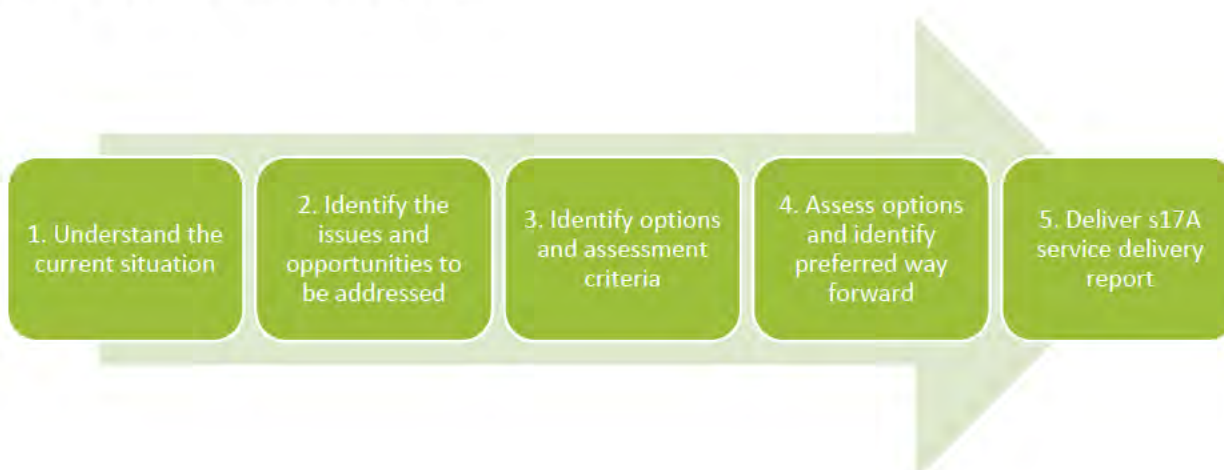 1. Understand the
current situation
2. Identify the
issues and
opportunities to
be addressed
3. Identify options
and assessment
criteria
4. Assess options
and identify
preferred way
forward
5. Deliver s17A
service delivery
report